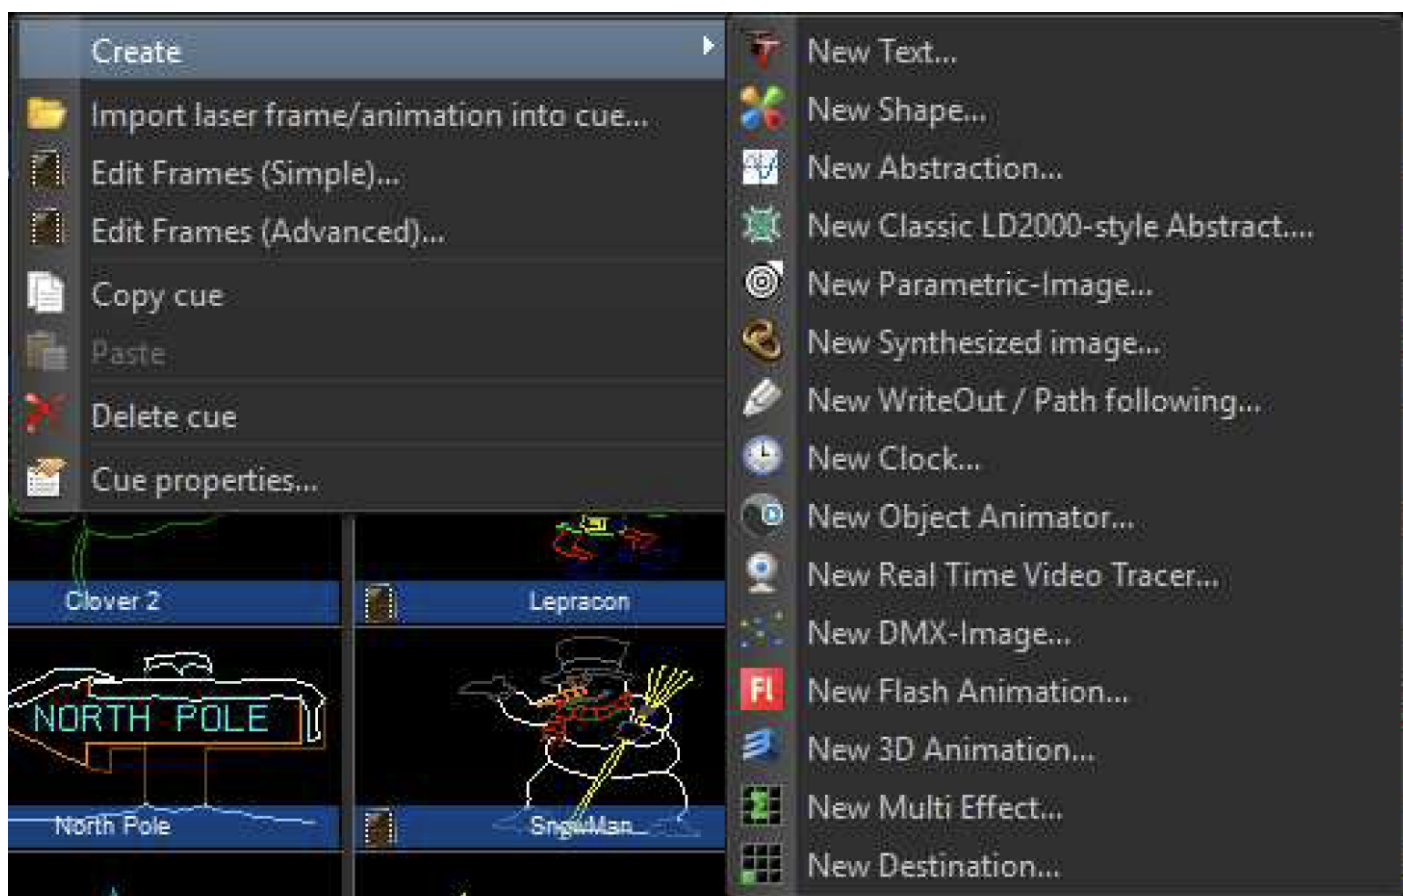 Create
Import laser frame/animation into cue...
Edit Frames (Simple)...
Edit Frames (Advanced)...
Copy cue
Paste
Delete cue
Cue properties...
New Text...
New Shape...
New Abstraction...
New Classic LD2000-style Abstract....
New Parametric-Image...
New Synthesized image...
New WriteOut / Path following...
New Clock...
New Object Animator...
New Real Time Video Tracer...
New DMX-Image...
New Flash Animation...
New 3D Animation...
New Multi Effect...
New Destination...
Fl
Clover 2
Lepracon
NORTH POLE
North Pole
SnowMan